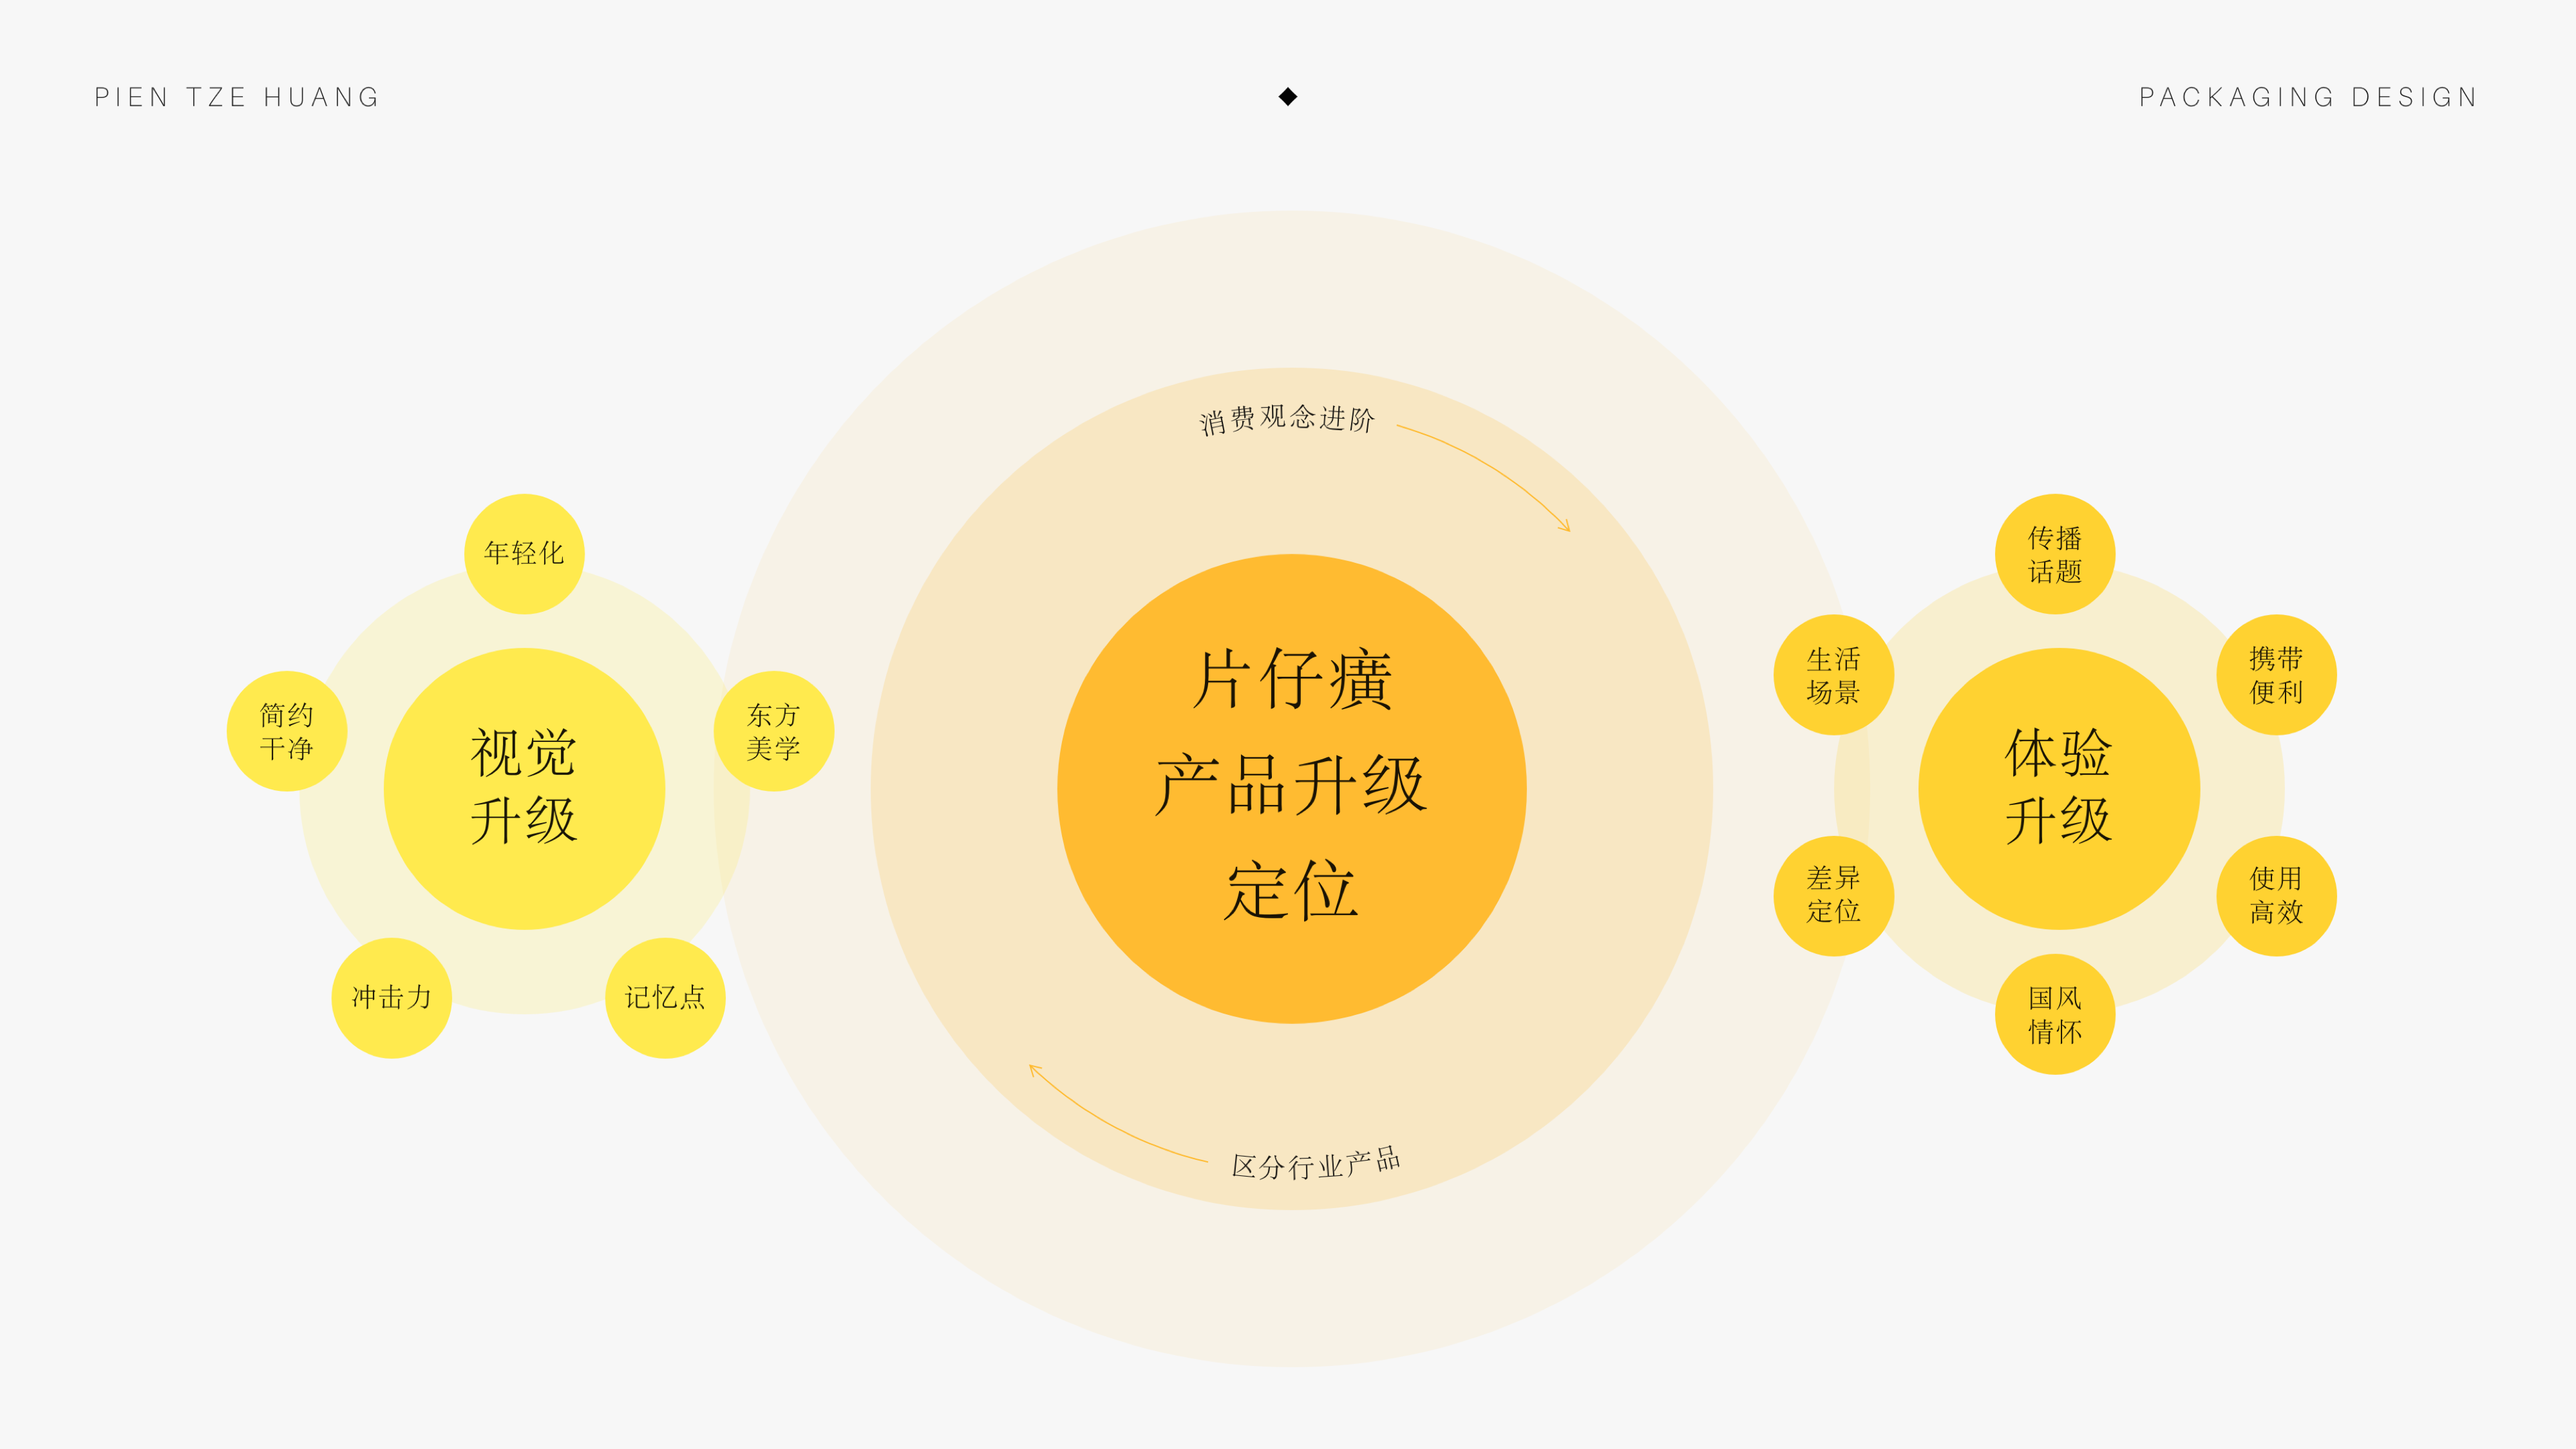 PIEN TZE HUANG
PACKAGING DESIGN
年轻化
简约
干净
东方
美学
视觉
升级
冲击力
记忆点
消费观念进阶
片仔癀
产品升级
定位
区分行业产品
传播
话题
生活
场景
携带
便利
体验
升级
差异
定位
使用
高效
国风
情怀